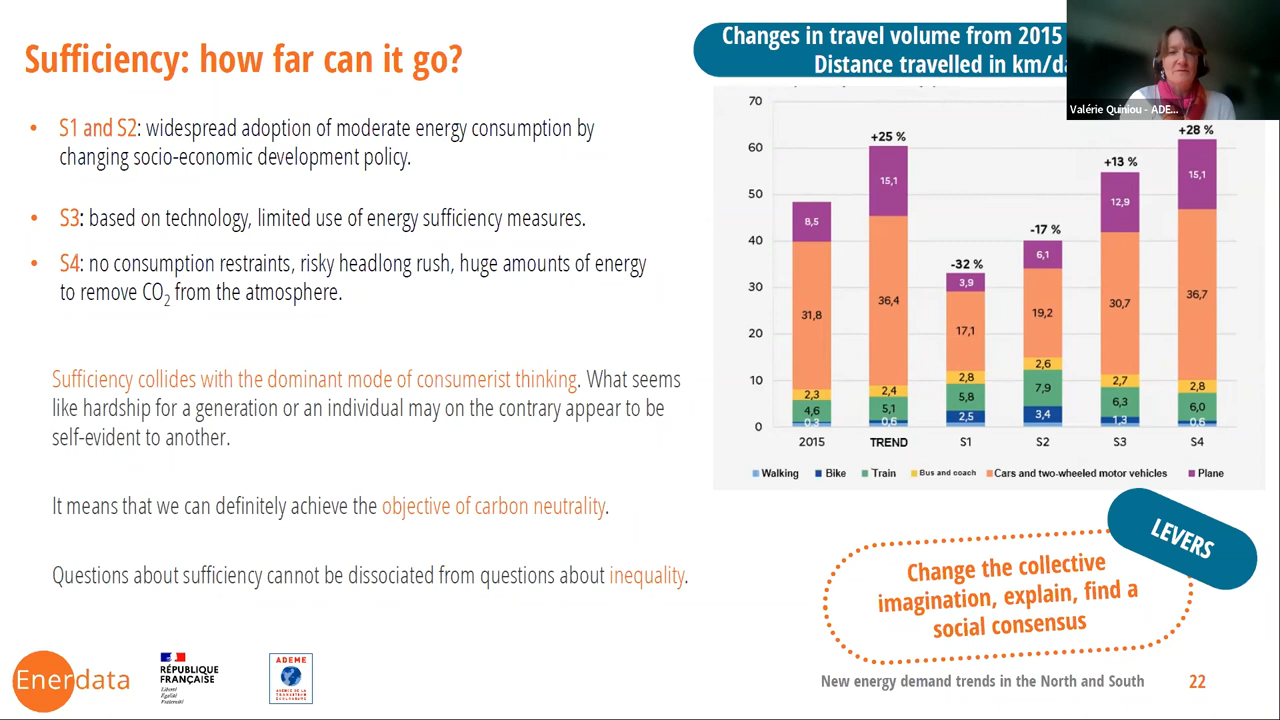 Sufficiency: how far can it go?
• S1 and S2: widespread adoption of moderate energy consumption by
changing socio-economic development policy.
• S3: based on technology, limited use of energy sufficiency measures.
• S4: no consumption restraints, risky headlong rush, huge amounts of energy
to remove CO₂ from the atmosphere.
Sufficiency collides with the dominant mode of consumerist thinking. What seems
like hardship for a generation or an individual may on the contrary appear to be
self-evident to another.
It means that we can definitely achieve the objective of carbon neutrality.
Questions about sufficiency cannot be dissociated from questions about inequality.
Changes in travel volume from 2015
Distance travelled in km/da
Valérie Quiniou - ADE...
70
60
50
40
30
20
10
0
8,5
31,8
2,3
4,6
0,3
2015
+25 %
15,1
36,4
2,4
5,1
0,6
TREND
-32 %
3,9
17,1
2,8
5,8
2,5
S1
-17 %
6,1
19,2
2,6
7,9
3,4
S2
+13 %
12,9
30,7
2,7
6,3
1,3
S3
+28 %
15,1
36,7
2,8
6,0
0,6
S4
Walking Bike Train Bus and coach Cars and two-wheeled motor vehicles Plane
LEVERS
Change the collective
imagination, explain, find a
social consensus
Enerdata
RÉPUBLIQUE
FRANÇAISE
Liberté
Égalité
Fraternité
ADEME
AGENCE DE LA
TRANSITION
ÉCOLOGIQUE
New energy demand trends in the North and South 22